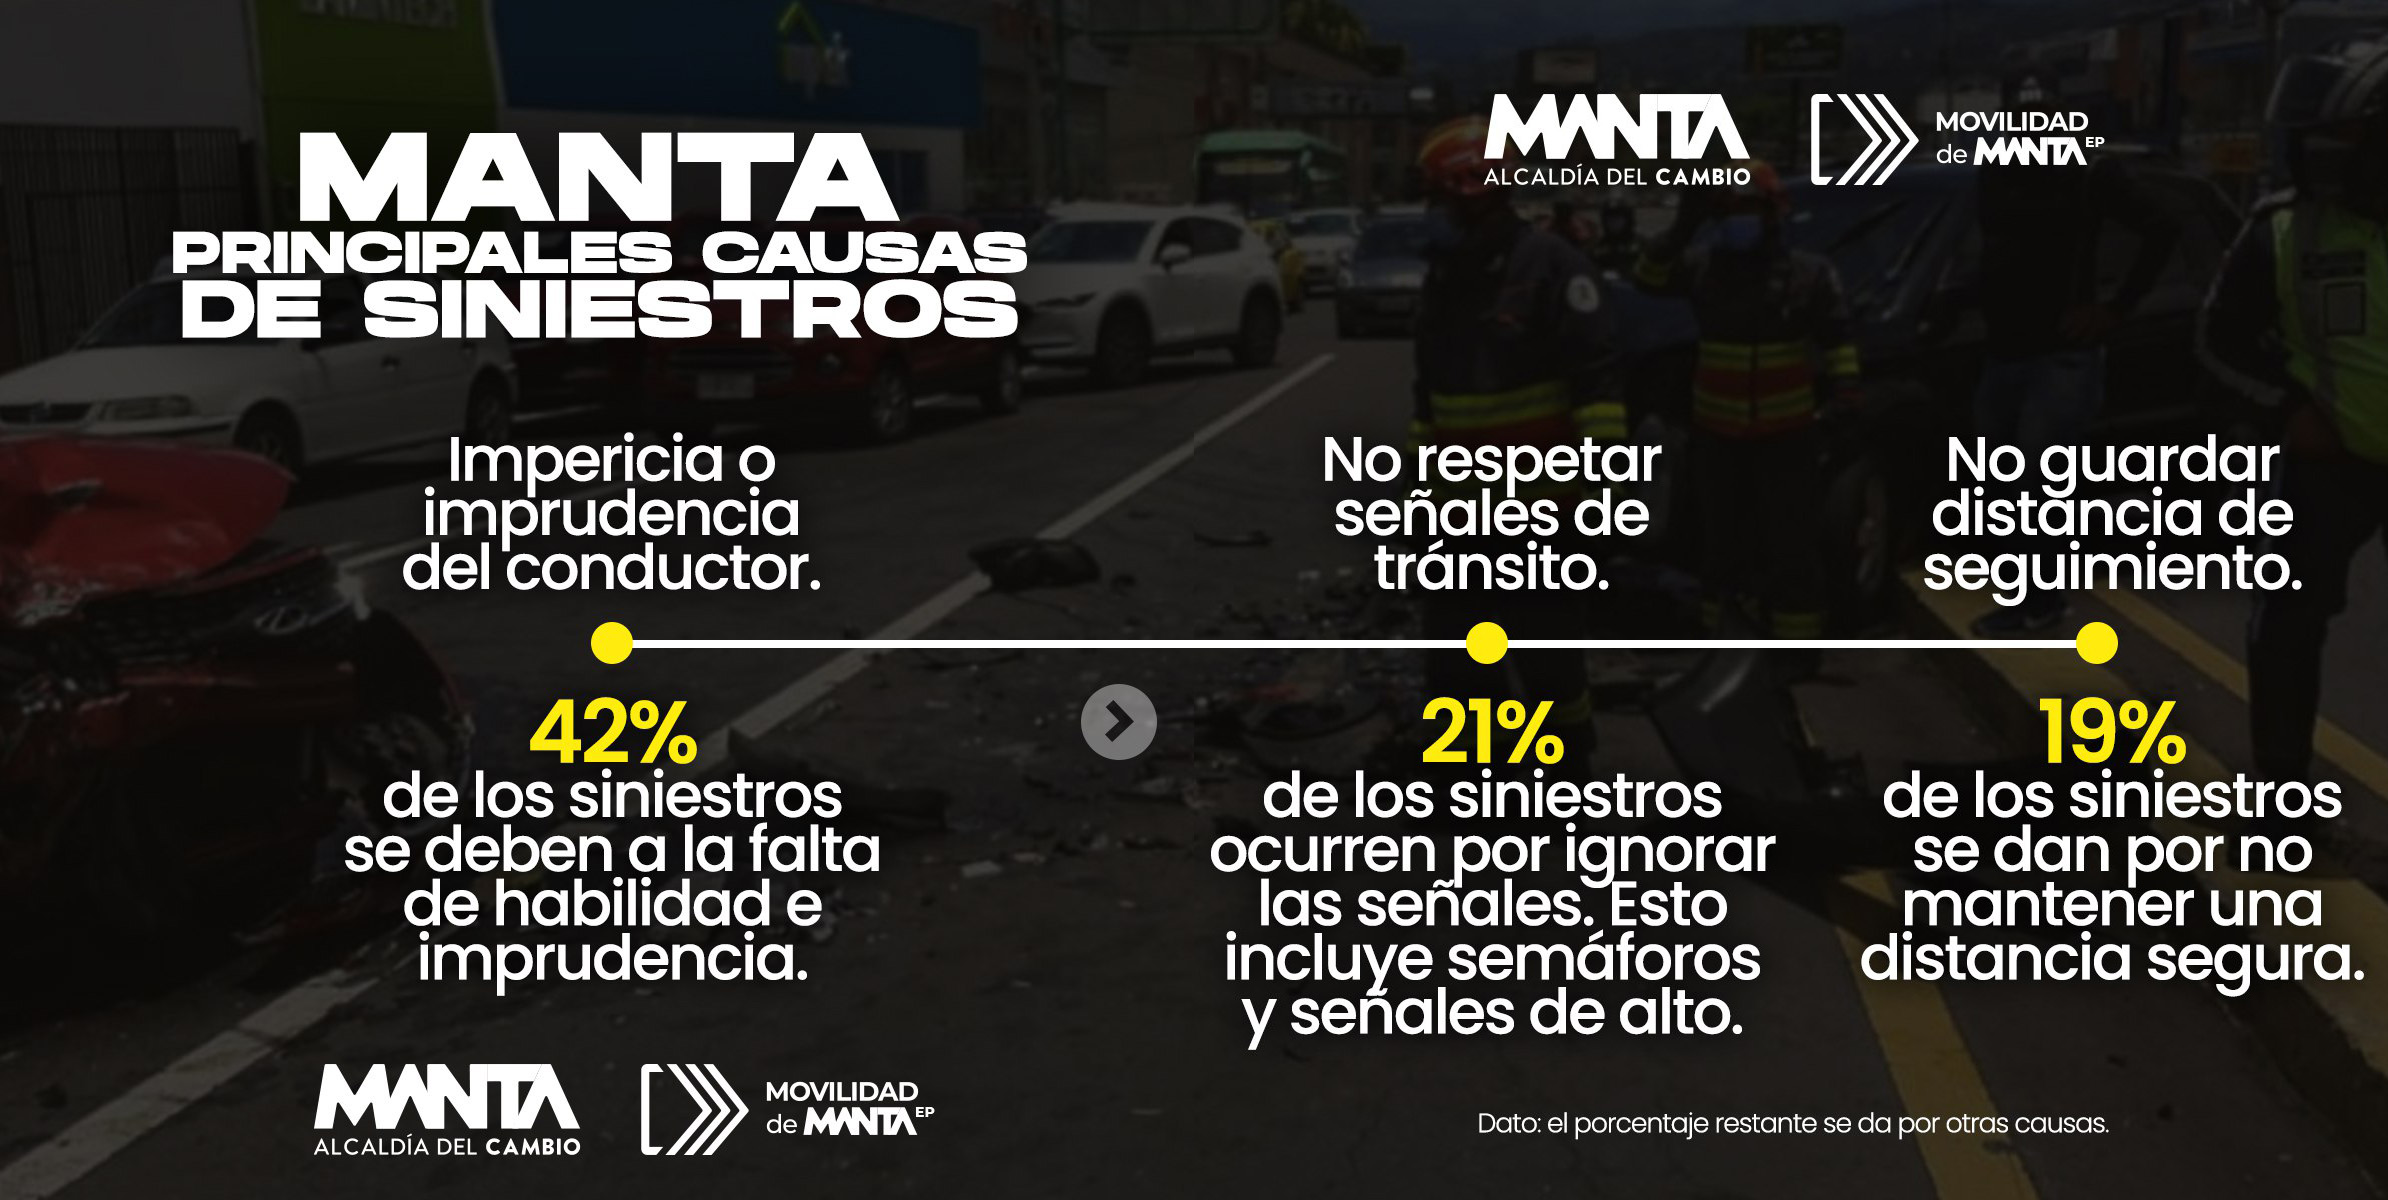 MANTA
PRINCIPALES CAUSAS
DE SINIESTROS
MANTA
ALCALDÍA DEL CAMBIO
MOVILIDAD
de MANTA EP
Impericia o
imprudencia
del conductor.
42%
de los siniestros
se deben a la falta
de habilidad e
imprudencia.
No respetar
señales de
tránsito.
21%
de los siniestros
ocurren por ignorar
las señales. Esto
incluye semáforos
y señales de alto.
No guardar
distancia de
seguimiento.
19%
de los siniestros
se dan por no
mantener una
distancia segura.
MANTA
ALCALDÍA DEL CAMBIO
MOVILIDAD
de MANTA EP
Dato: el porcentaje restante se da por otras causas.